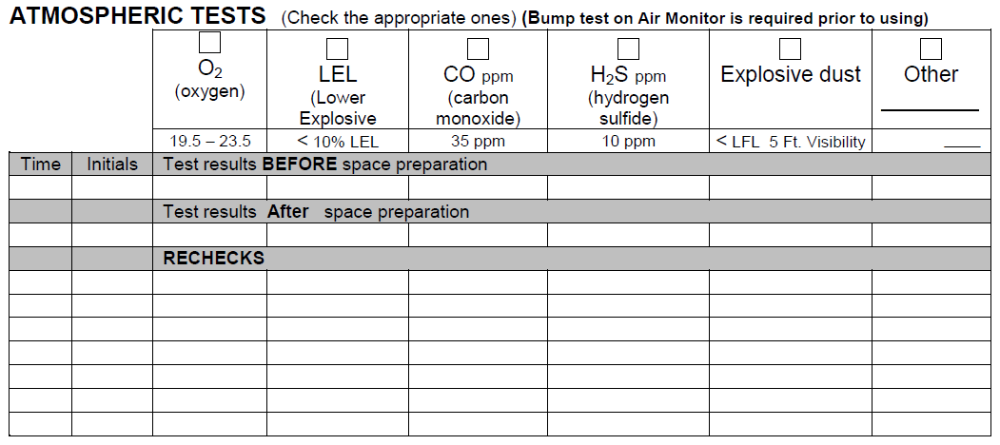 ATMOSPHERIC TESTS (Check the appropriate ones) (Bump test on Air Monitor is required prior to using)
O2 (oxygen)
LEL (Lower Explosive
CO ppm (carbon monoxide)
H2S ppm (hydrogen sulfide)
Explosive dust
Other ____
19.5 – 23.5 < 10% LEL 35 ppm 10 ppm < LFL 5 Ft. Visibility ____
Time Initials Test results BEFORE space preparation
Test results After space preparation
RECHECKS